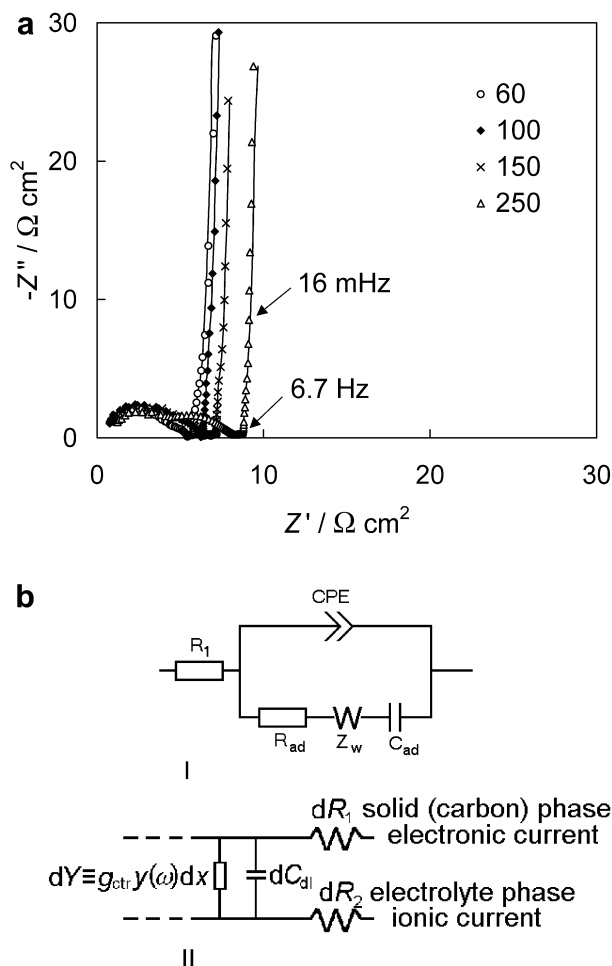 a
30
20
10
0
-Z" / Ω cm²
60
100
150
250
16 mHz
6.7 Hz
0 10 20 30
Z' / Ω cm²
b
CPE
R₁
R_ad Z_w C_ad
I
dR₁ solid (carbon) phase
electronic current
dY≡g_ctr y(ω)dx dC_dl
dR₂ electrolyte phase
ionic current
II